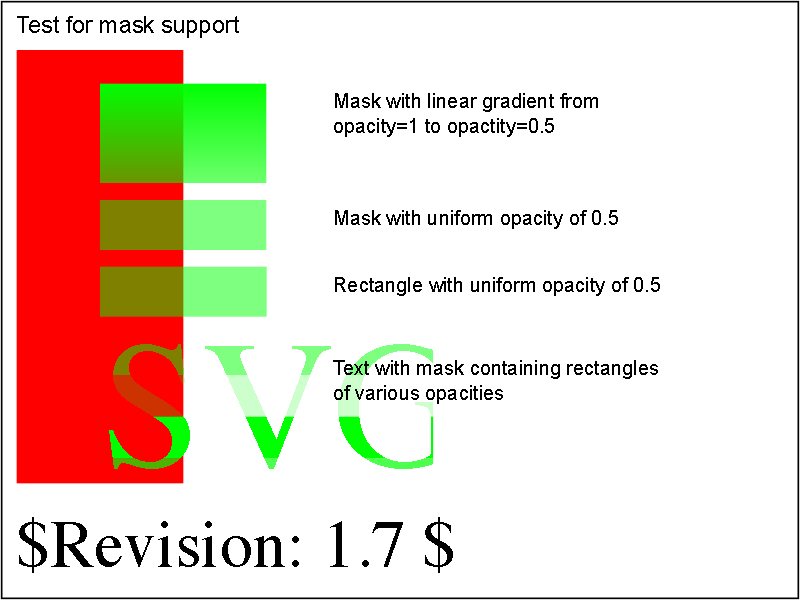 Test for mask support
Mask with linear gradient from
opacity=1 to opactity=0.5
Mask with uniform opacity of 0.5
Rectangle with uniform opacity of 0.5
SVG
Text with mask containing rectangles
of various opacities
$Revision: 1.7 $